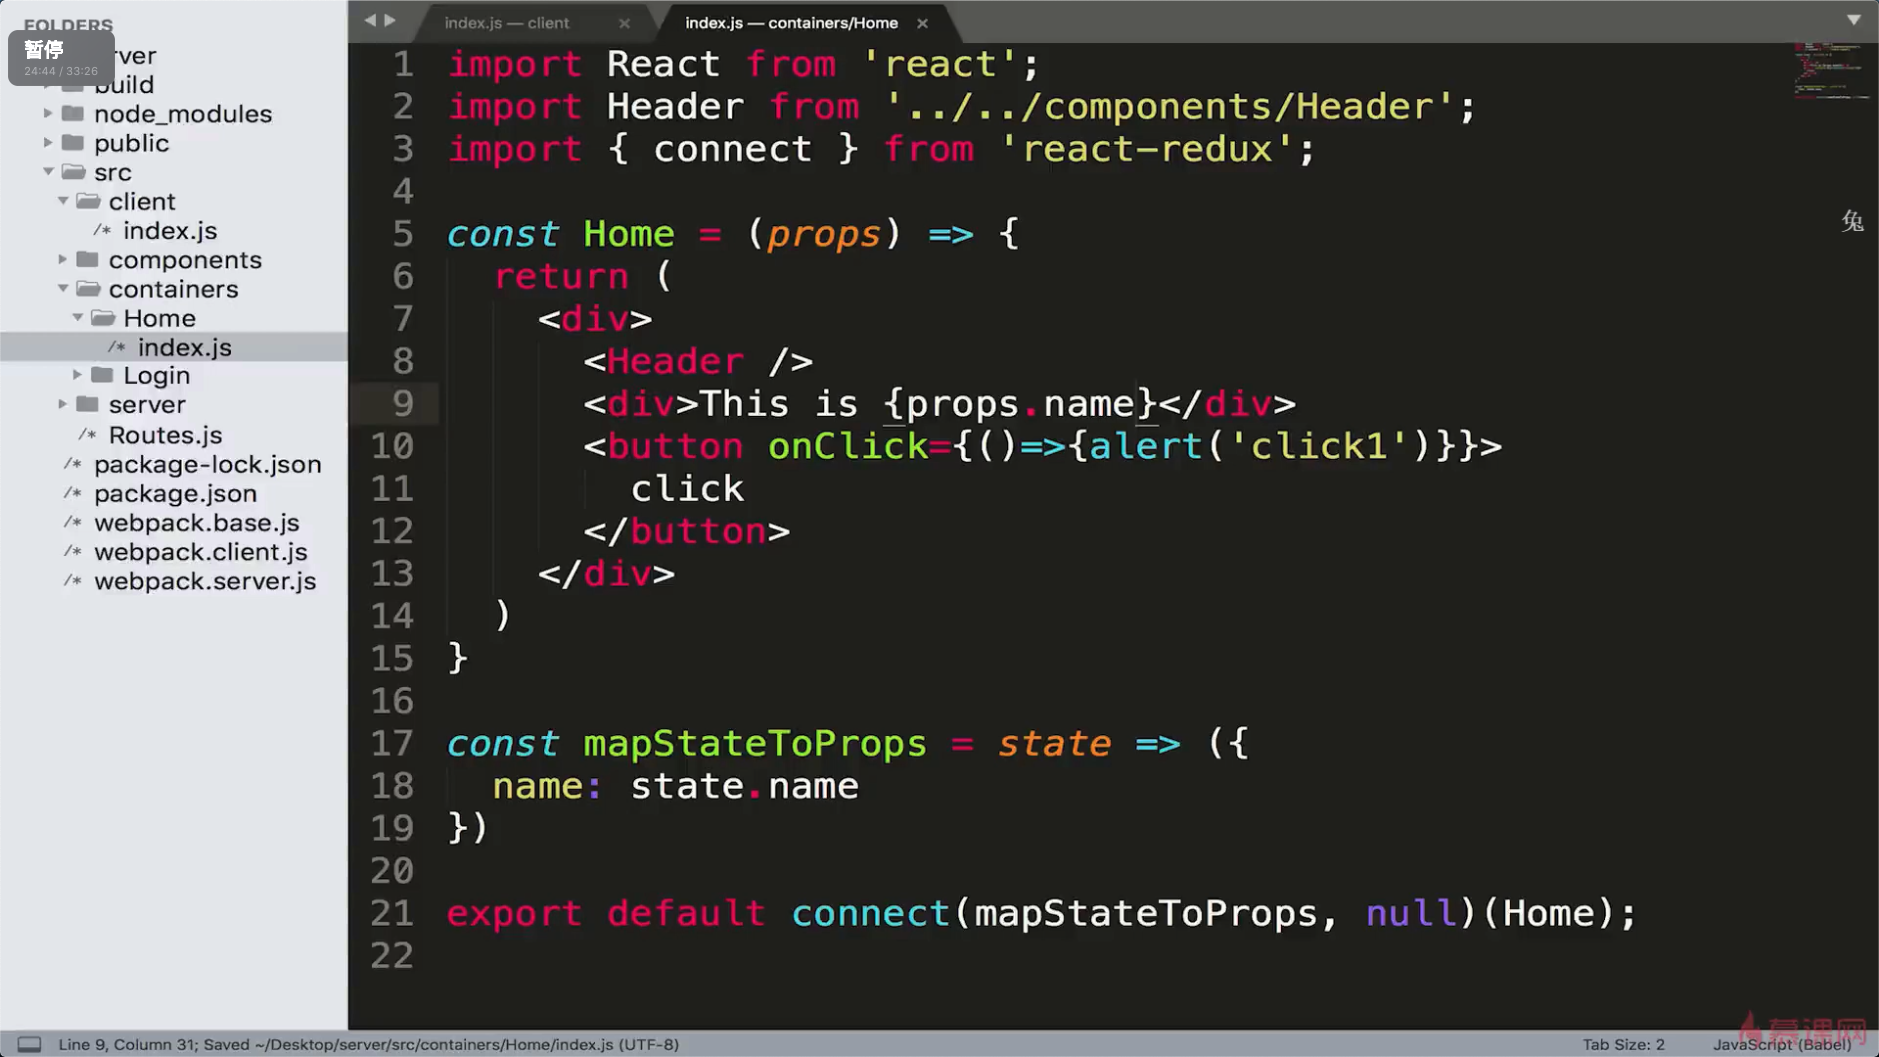 FOLDERS
暂停
24:44 / 33:26
rver
build
node_modules
public
src
client
/* index.js
components
containers
Home
/* index.js
Login
server
/* Routes.js
/* package-lock.json
/* package.json
/* webpack.base.js
/* webpack.client.js
/* webpack.server.js
index.js — client ×
index.js — containers/Home ×
1 import React from 'react';
2 import Header from '../../components/Header';
3 import { connect } from 'react-redux';
4
5 const Home = (props) => {
6 return (
7 <div>
8 <Header />
9 <div>This is {props.name}</div>
10 <button onClick={()=>{alert('click1')}}>
11 click
12 </button>
13 </div>
14 )
15 }
16
17 const mapStateToProps = state => ({
18 name: state.name
19 })
20
21 export default connect(mapStateToProps, null)(Home);
22
兔
慕课网
Line 9, Column 31; Saved ~/Desktop/server/src/containers/Home/index.js (UTF-8)
Tab Size: 2
JavaScript (Babel)